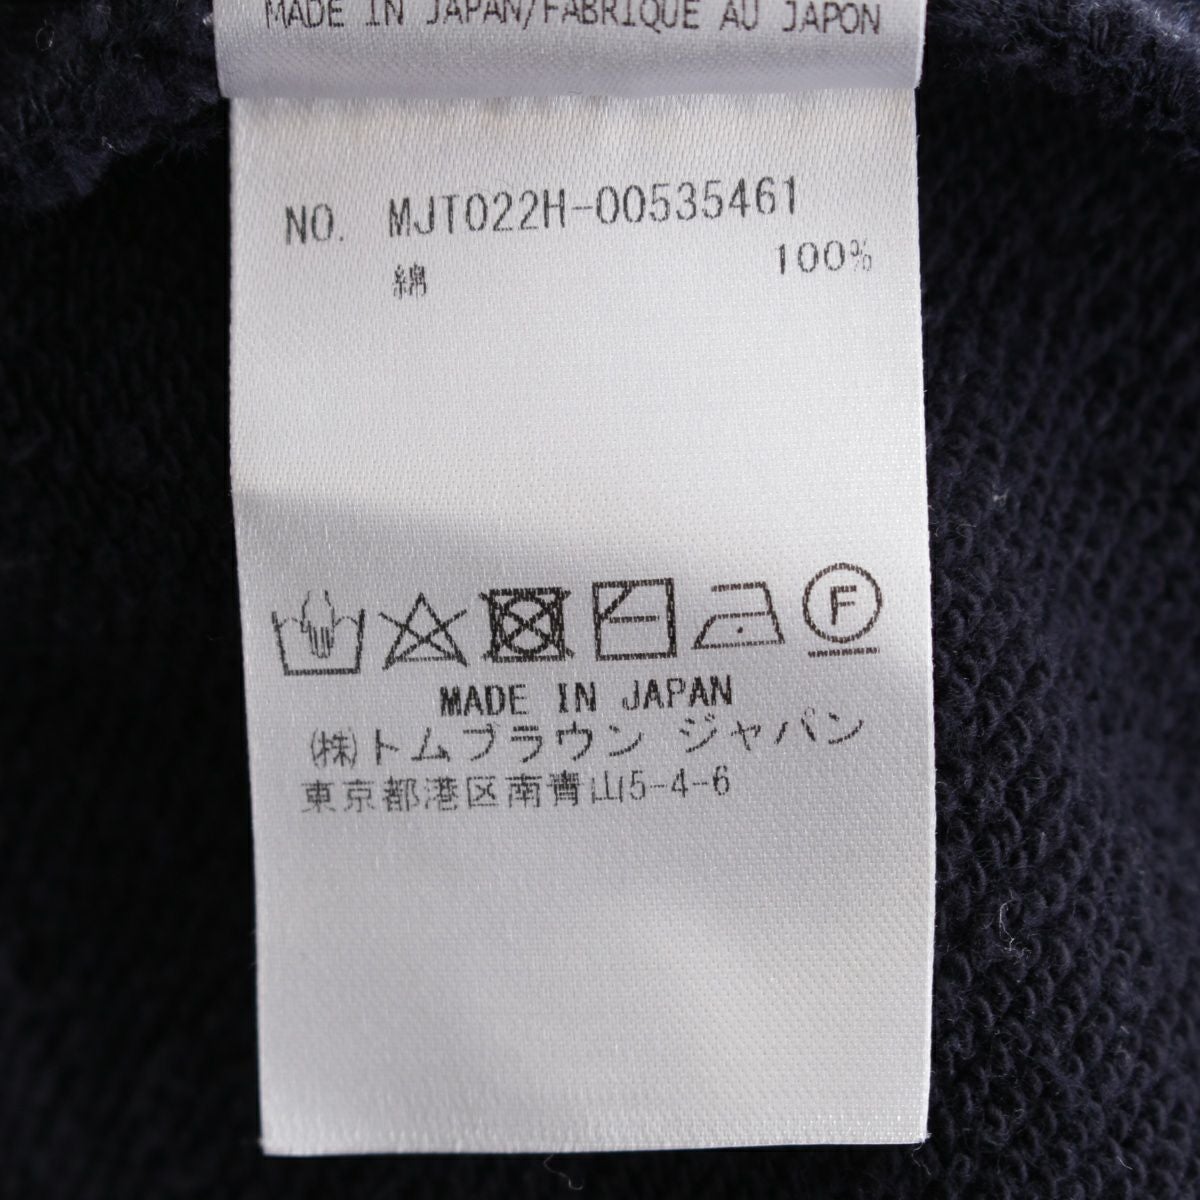 MADE IN JAPAN/FABRIQUE AU JAPON
NO. MJT022H-00535461
綿 100%
F
MADE IN JAPAN
(株)トムブラウン ジャパン
東京都港区南青山5-4-6